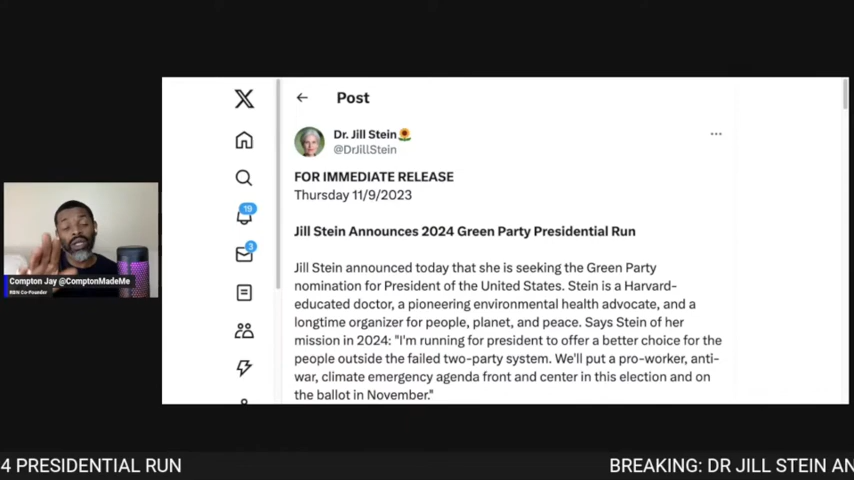 Post
Dr. Jill Stein🌻
@DrJillStein
FOR IMMEDIATE RELEASE
Thursday 11/9/2023
Jill Stein Announces 2024 Green Party Presidential Run
Jill Stein announced today that she is seeking the Green Party
nomination for President of the United States. Stein is a Harvard-
educated doctor, a pioneering environmental health advocate, and a
longtime organizer for people, planet, and peace. Says Stein of her
mission in 2024: "I'm running for president to offer a better choice for the
people outside the failed two-party system. We'll put a pro-worker, anti-
war, climate emergency agenda front and center in this election and on
the ballot in November."
19
3
Compton Jay @ComptonMadeMe
RBN Co-Founder
4 PRESIDENTIAL RUN
BREAKING: DR JILL STEIN AN